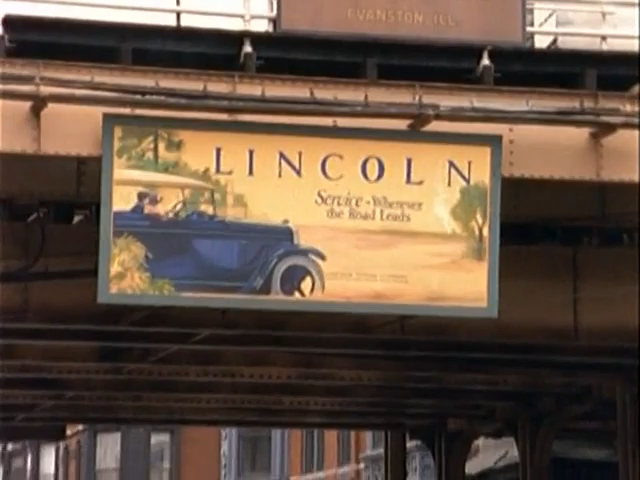 EVANSTON, ILL.
LINCOLN
Service - Wherever
the Road Leads